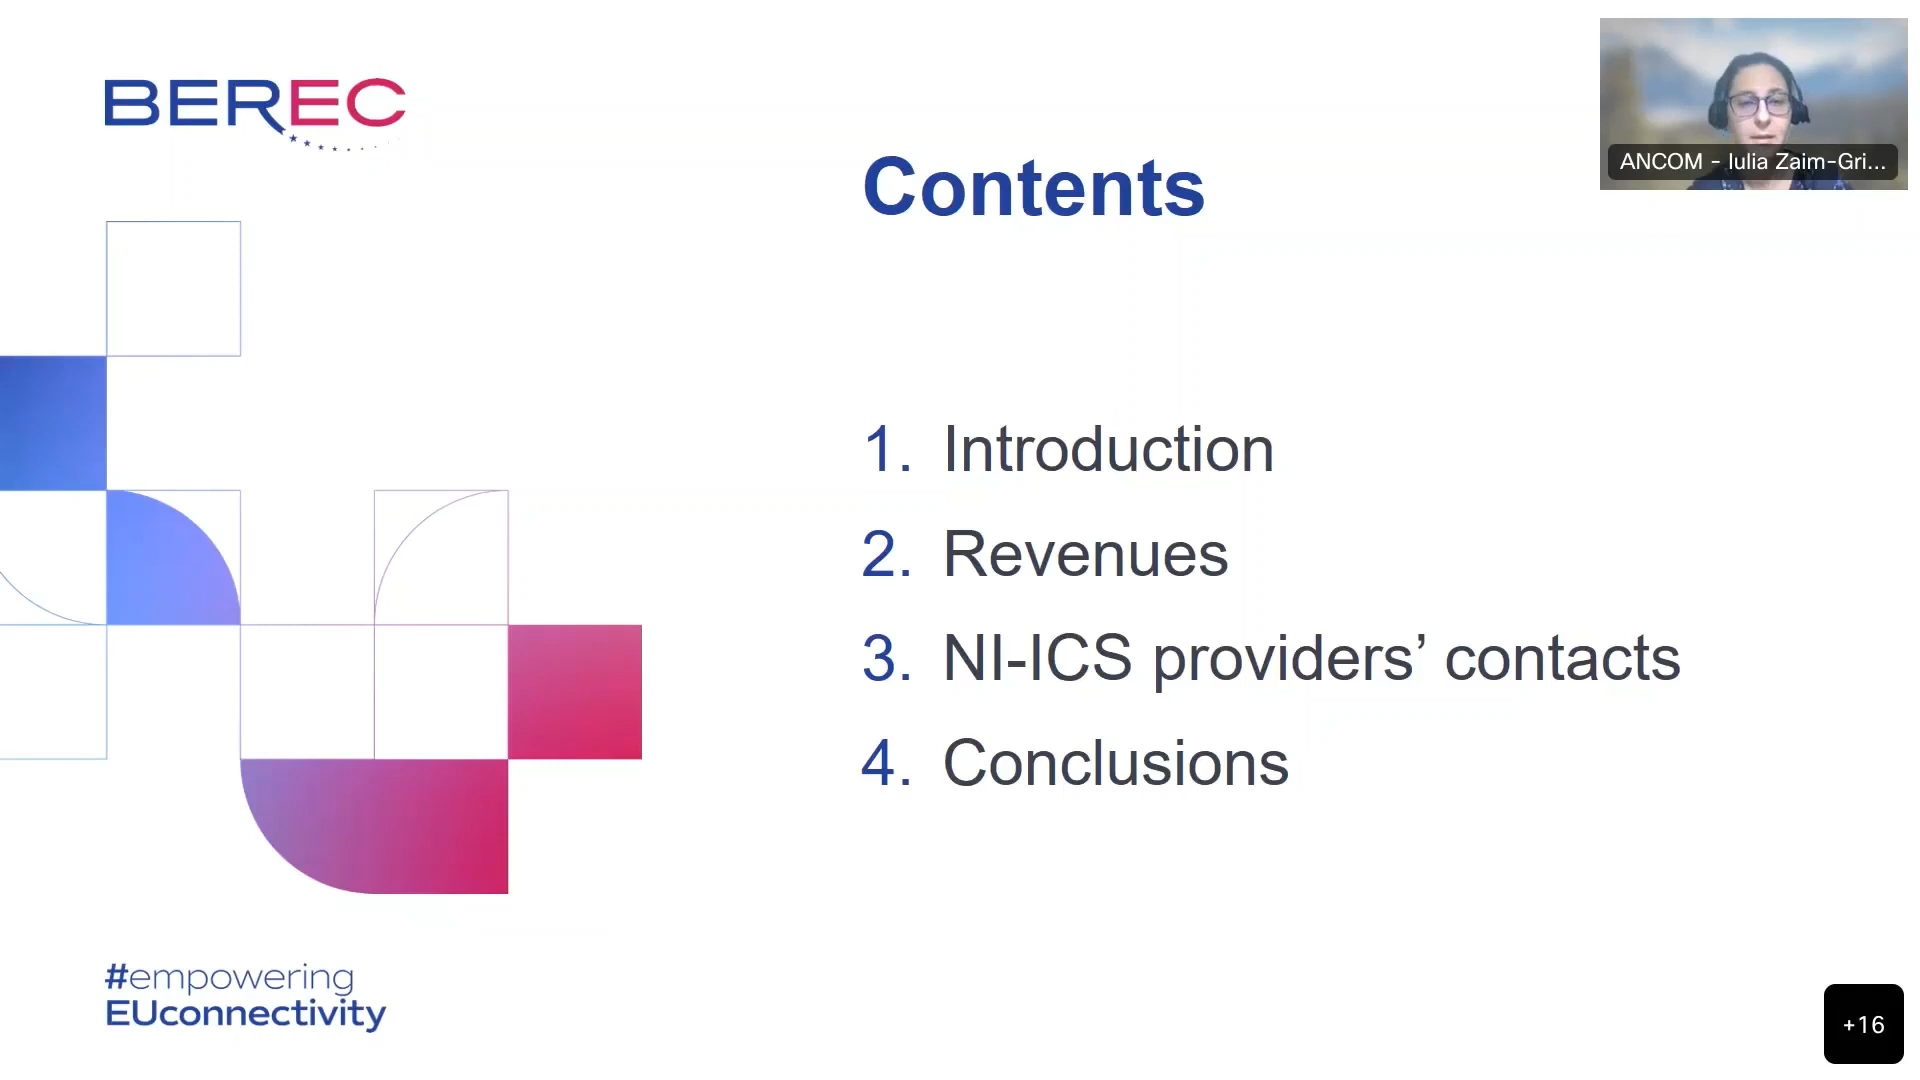 BEREC
Contents
ANCOM - Iulia Zaim-Gri...
1. Introduction
2. Revenues
3. NI-ICS providers’ contacts
4. Conclusions
#empowering
EUconnectivity
+16